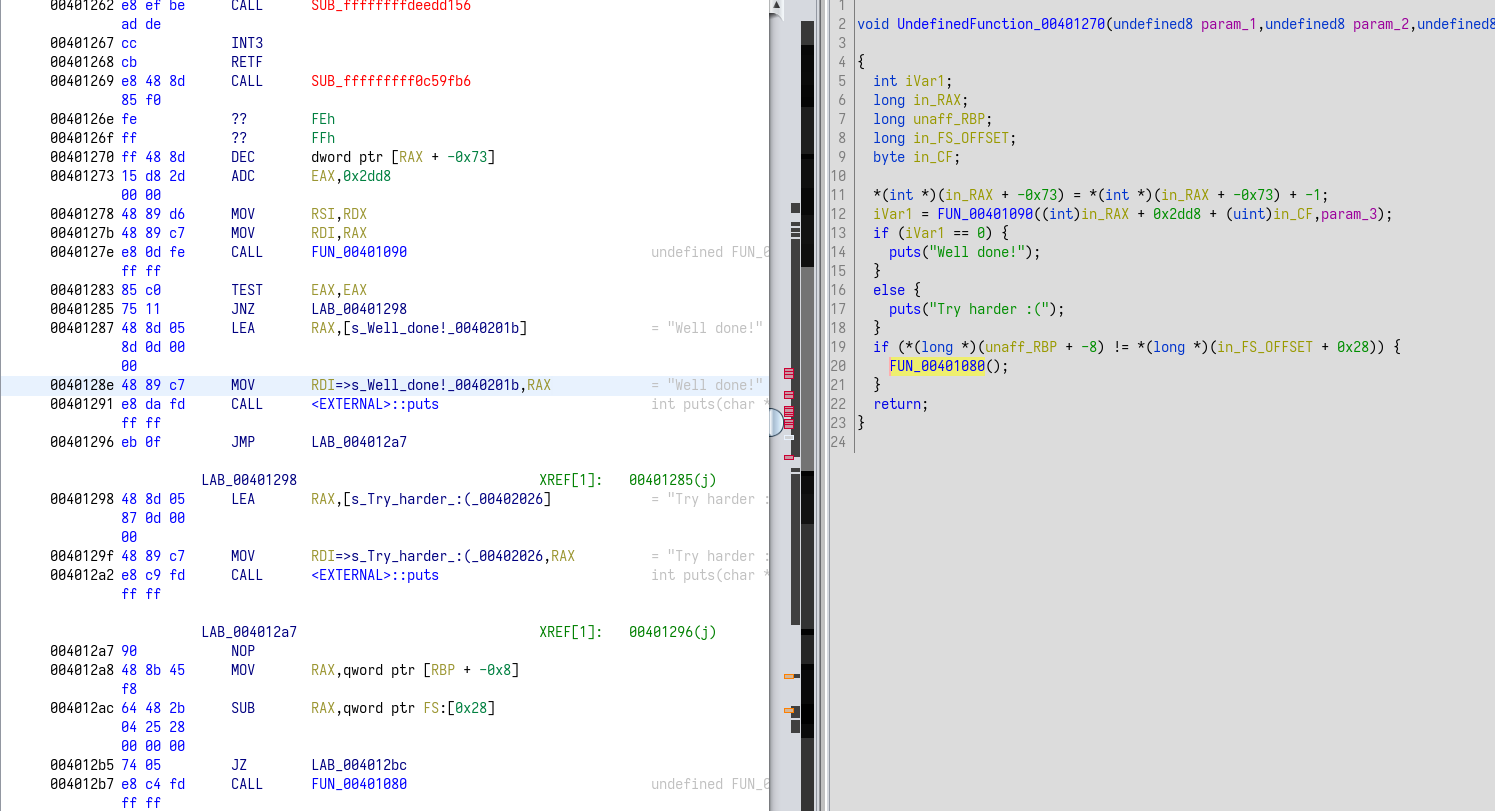 00401262 e8 ef be CALL SUB_ffffffffdeedd156
ad de
00401267 cc INT3
00401268 cb RETF
00401269 e8 48 8d CALL SUB_fffffffff0c59fb6
85 f0
0040126e fe ?? FEh
0040126f ff ?? FFh
00401270 ff 48 8d DEC dword ptr [RAX + -0x73]
00401273 15 d8 2d ADC EAX,0x2dd8
00 00
00401278 48 89 d6 MOV RSI,RDX
0040127b 48 89 c7 MOV RDI,RAX
0040127e e8 0d fe CALL FUN_00401090 undefined FUN_0
ff ff
00401283 85 c0 TEST EAX,EAX
00401285 75 11 JNZ LAB_00401298
00401287 48 8d 05 LEA RAX,[s_Well_done!_0040201b] = "Well done!"
8d 0d 00
00
0040128e 48 89 c7 MOV RDI=>s_Well_done!_0040201b,RAX = "Well done!"
00401291 e8 da fd CALL <EXTERNAL>::puts int puts(char *
ff ff
00401296 eb 0f JMP LAB_004012a7
LAB_00401298 XREF[1]: 00401285(j)
00401298 48 8d 05 LEA RAX,[s_Try_harder_:(_00402026] = "Try harder :
87 0d 00
00
0040129f 48 89 c7 MOV RDI=>s_Try_harder_:(_00402026,RAX = "Try harder :
004012a2 e8 c9 fd CALL <EXTERNAL>::puts int puts(char *
ff ff
LAB_004012a7 XREF[1]: 00401296(j)
004012a7 90 NOP
004012a8 48 8b 45 MOV RAX,qword ptr [RBP + -0x8]
f8
004012ac 64 48 2b SUB RAX,qword ptr FS:[0x28]
04 25 28
00 00 00
004012b5 74 05 JZ LAB_004012bc
004012b7 e8 c4 fd CALL FUN_00401080 undefined FUN_0
ff ff
1
2 void UndefinedFunction_00401270(undefined8 param_1,undefined8 param_2,undefined8
3
4 {
5 int iVar1;
6 long in_RAX;
7 long unaff_RBP;
8 long in_FS_OFFSET;
9 byte in_CF;
10
11 *(int *)(in_RAX + -0x73) = *(int *)(in_RAX + -0x73) + -1;
12 iVar1 = FUN_00401090((int)in_RAX + 0x2dd8 + (uint)in_CF,param_3);
13 if (iVar1 == 0) {
14 puts("Well done!");
15 }
16 else {
17 puts("Try harder :(");
18 }
19 if (*(long *)(unaff_RBP + -8) != *(long *)(in_FS_OFFSET + 0x28)) {
20 FUN_00401080();
21 }
22 return;
23 }
24